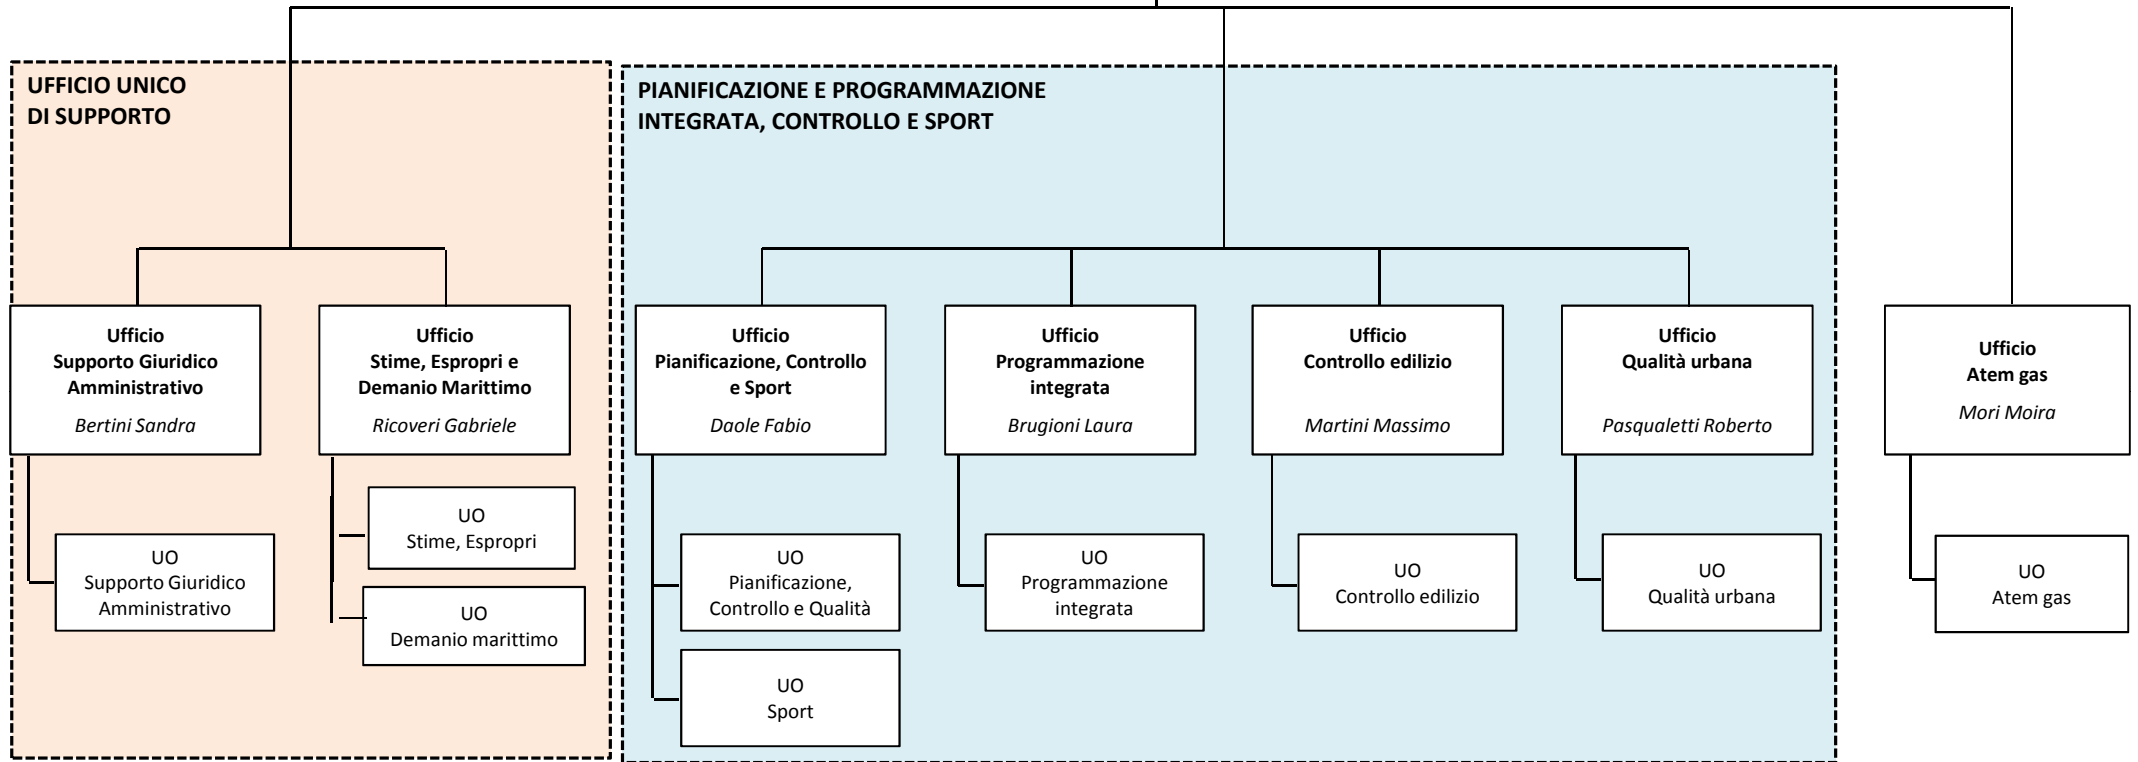 UFFICIO UNICO
DI SUPPORTO
PIANIFICAZIONE E PROGRAMMAZIONE
INTEGRATA, CONTROLLO E SPORT
Ufficio
Supporto Giuridico
Amministrativo
Bertini Sandra
Ufficio
Stime, Espropri e
Demanio Marittimo
Ricoveri Gabriele
Ufficio
Pianificazione, Controllo
e Sport
Daole Fabio
Ufficio
Programmazione
integrata
Brugioni Laura
Ufficio
Controllo edilizio
Martini Massimo
Ufficio
Qualità urbana
Pasqualetti Roberto
Ufficio
Atem gas
Mori Moira
UO
Supporto Giuridico
Amministrativo
UO
Stime, Espropri
UO
Demanio marittimo
UO
Pianificazione,
Controllo e Qualità
UO
Sport
UO
Programmazione
integrata
UO
Controllo edilizio
UO
Qualità urbana
UO
Atem gas